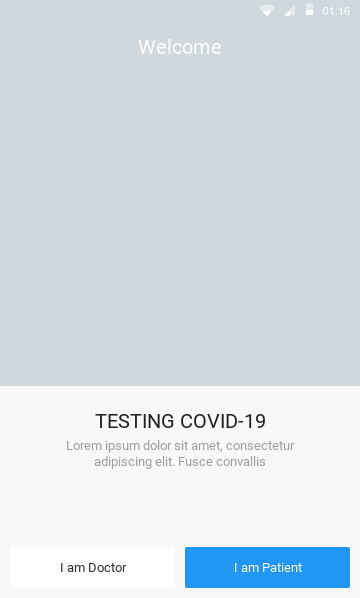 01:16
Welcome
TESTING COVID-19
Lorem ipsum dolor sit amet, consectetur
adipiscing elit. Fusce convallis
I am Doctor
I am Patient